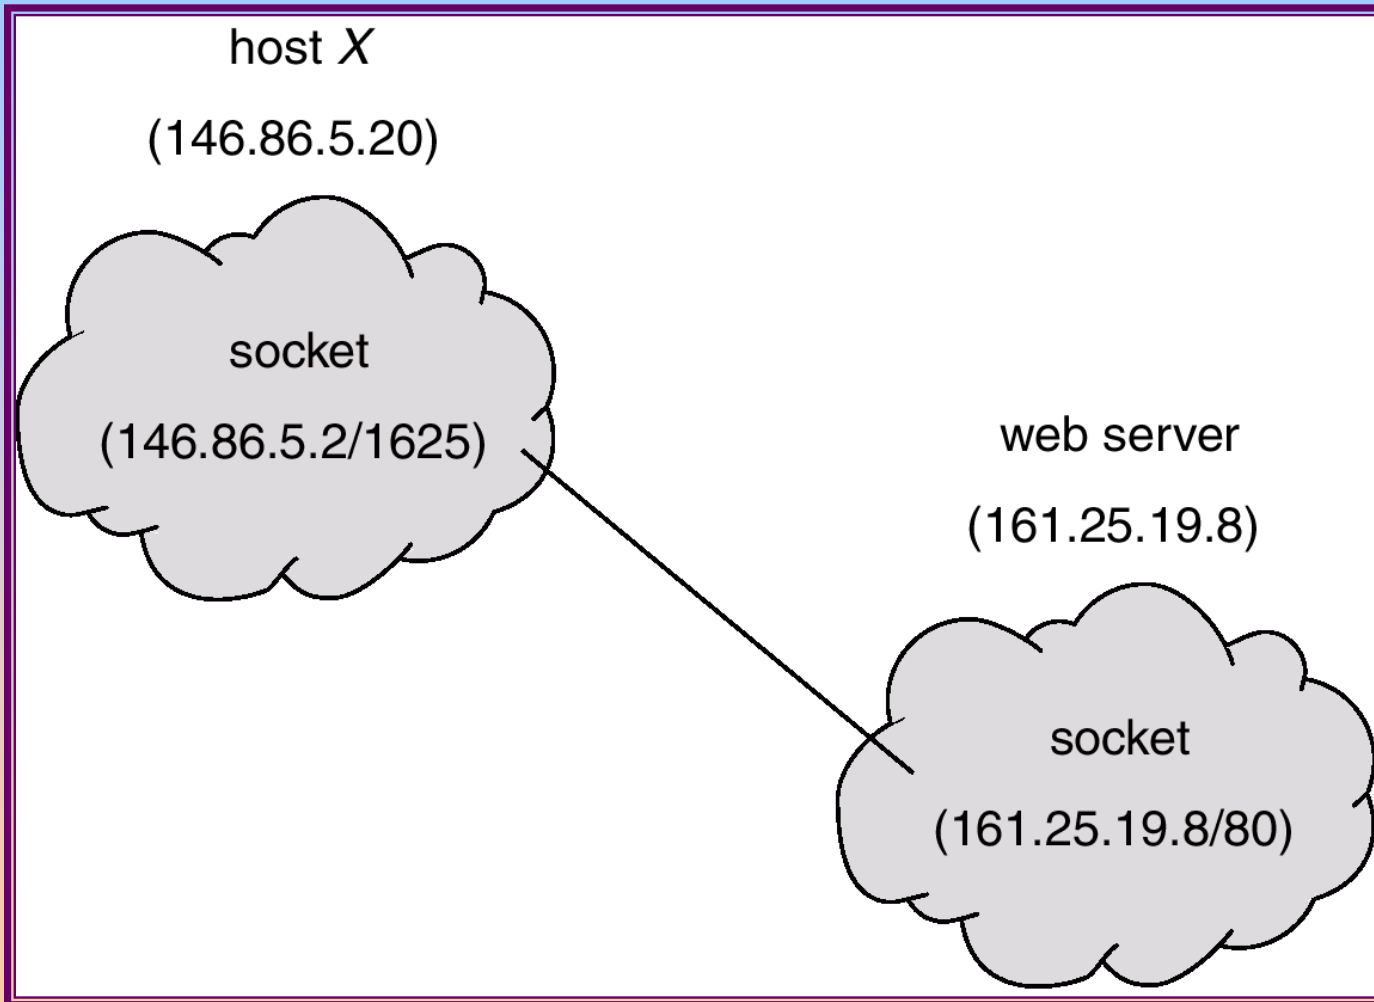 host X
(146.86.5.20)
socket
(146.86.5.2/1625)
web server
(161.25.19.8)
socket
(161.25.19.8/80)